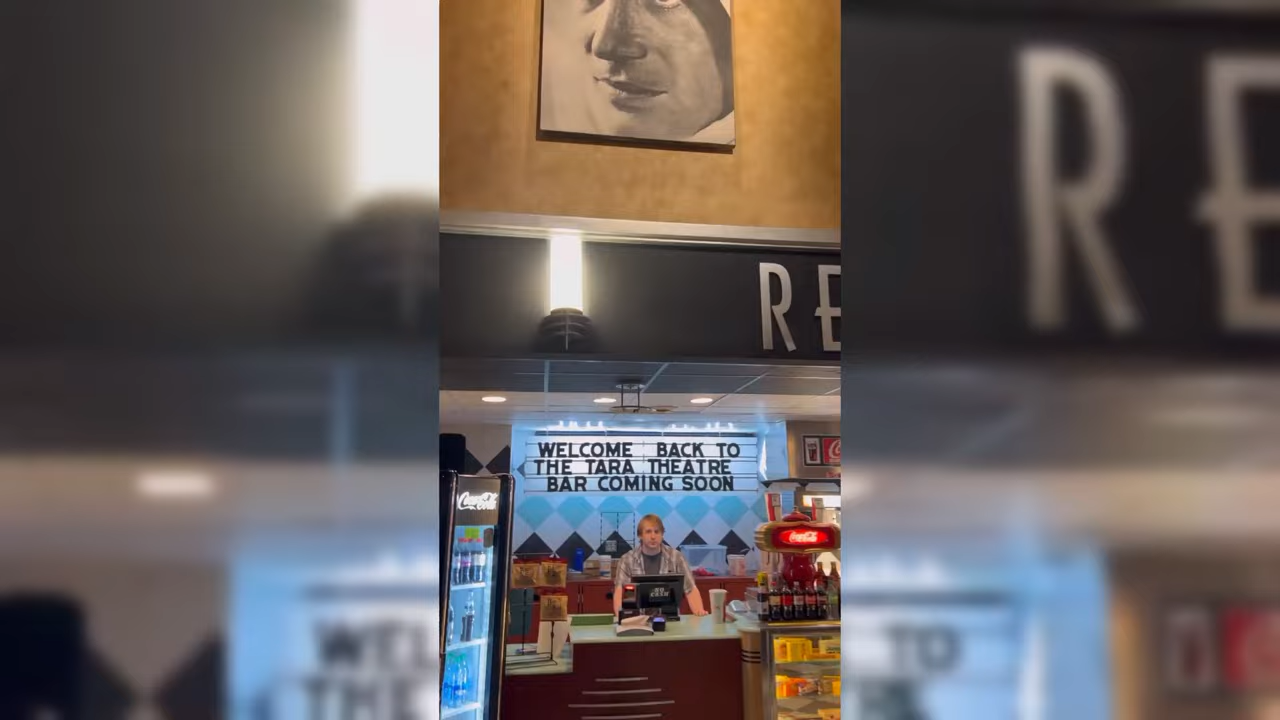 RE
WELCOME BACK TO
THE TARA THEATRE
BAR COMING SOON
Coca-Cola
Coca-Cola